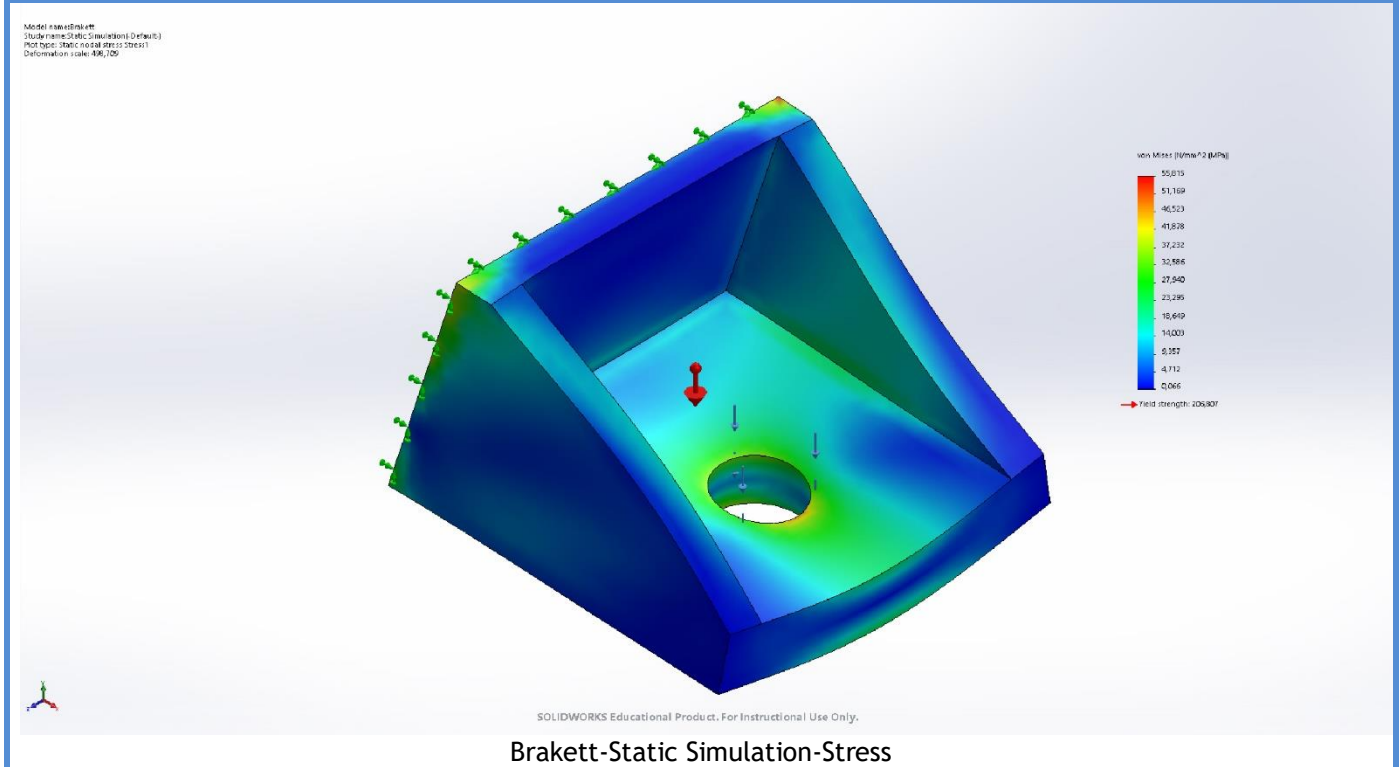 Model name:Brakett
Study name:Static Simulation(-Default-)
Plot type: Static nodal stress Stress1
Deformation scale: 498,709
von Mises (N/mm^2 (MPa))
55,815
51,169
46,523
41,878
37,232
32,586
27,940
23,295
18,649
14,003
9,357
4,712
0,066
Yield strength: 206,807
SOLIDWORKS Educational Product. For Instructional Use Only.
Brakett-Static Simulation-Stress